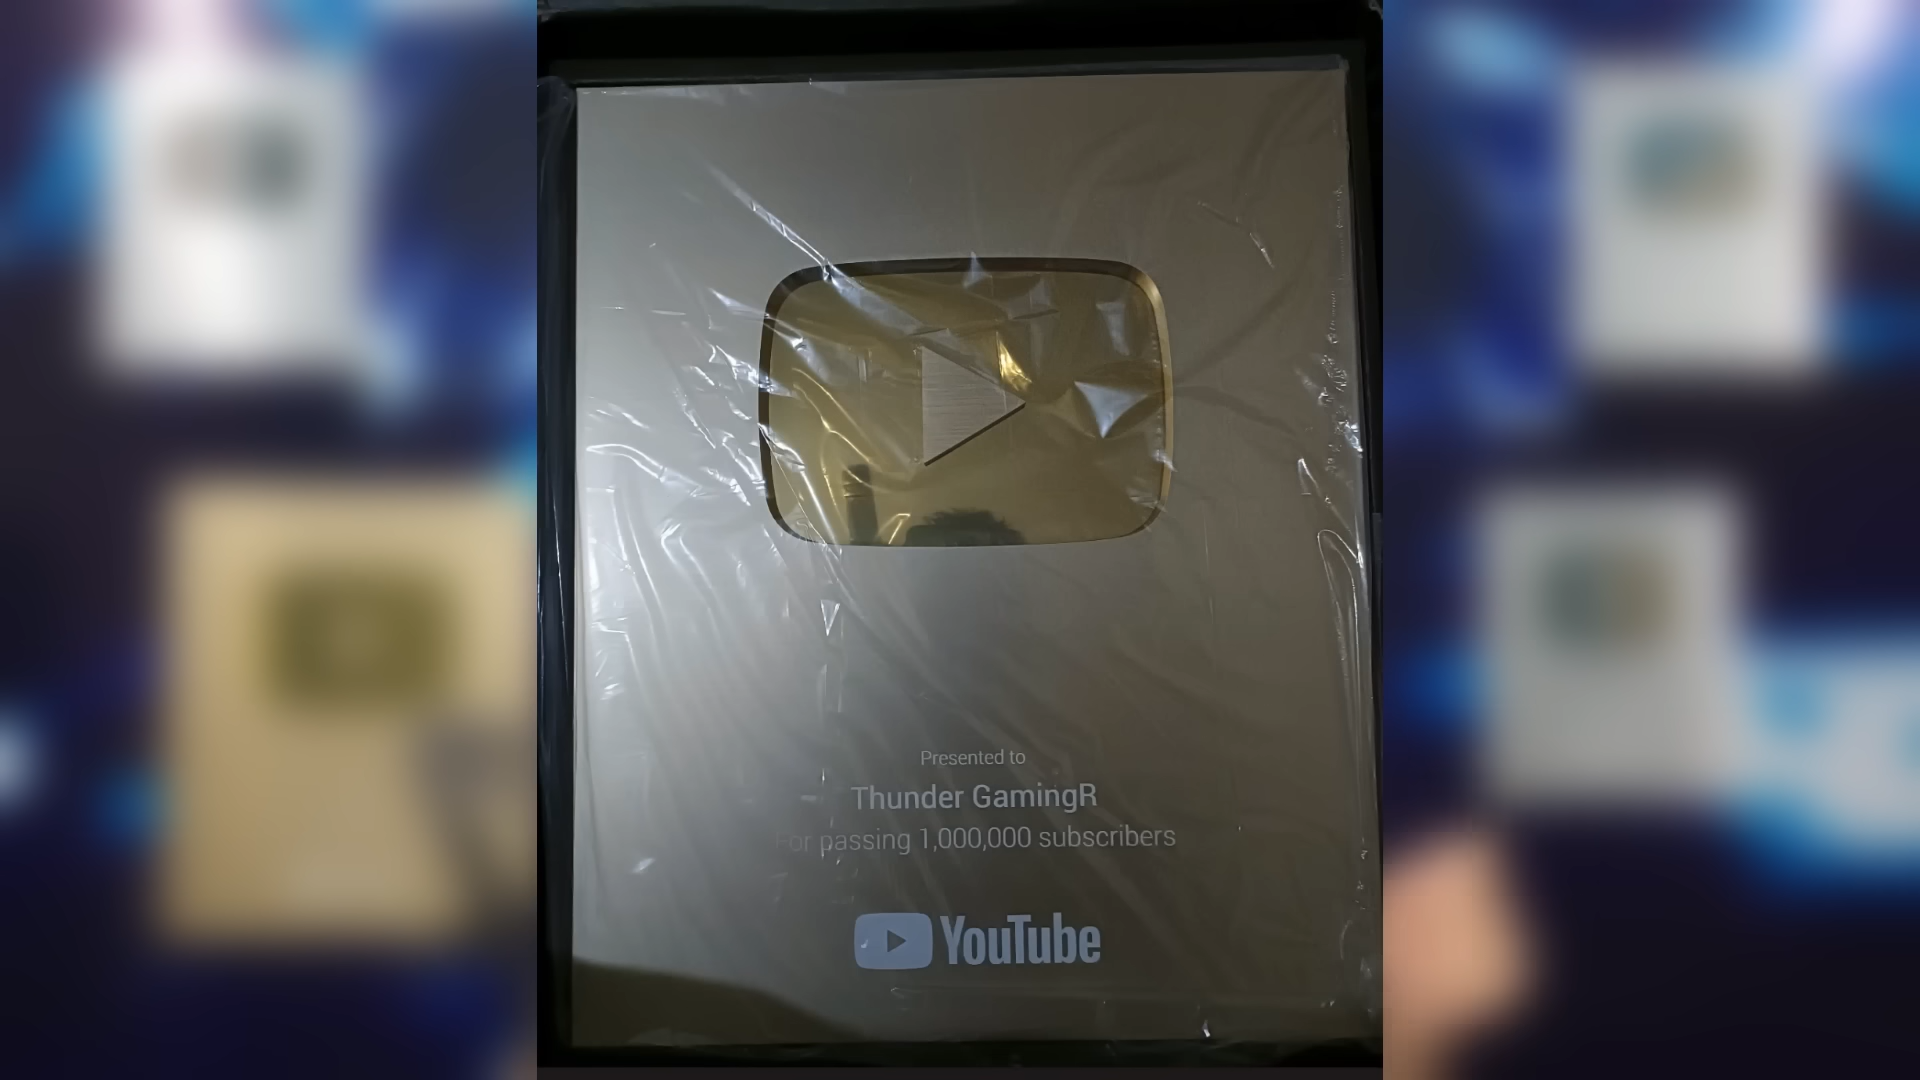 Presented to
Thunder GamingR
For passing 1,000,000 subscribers
YouTube